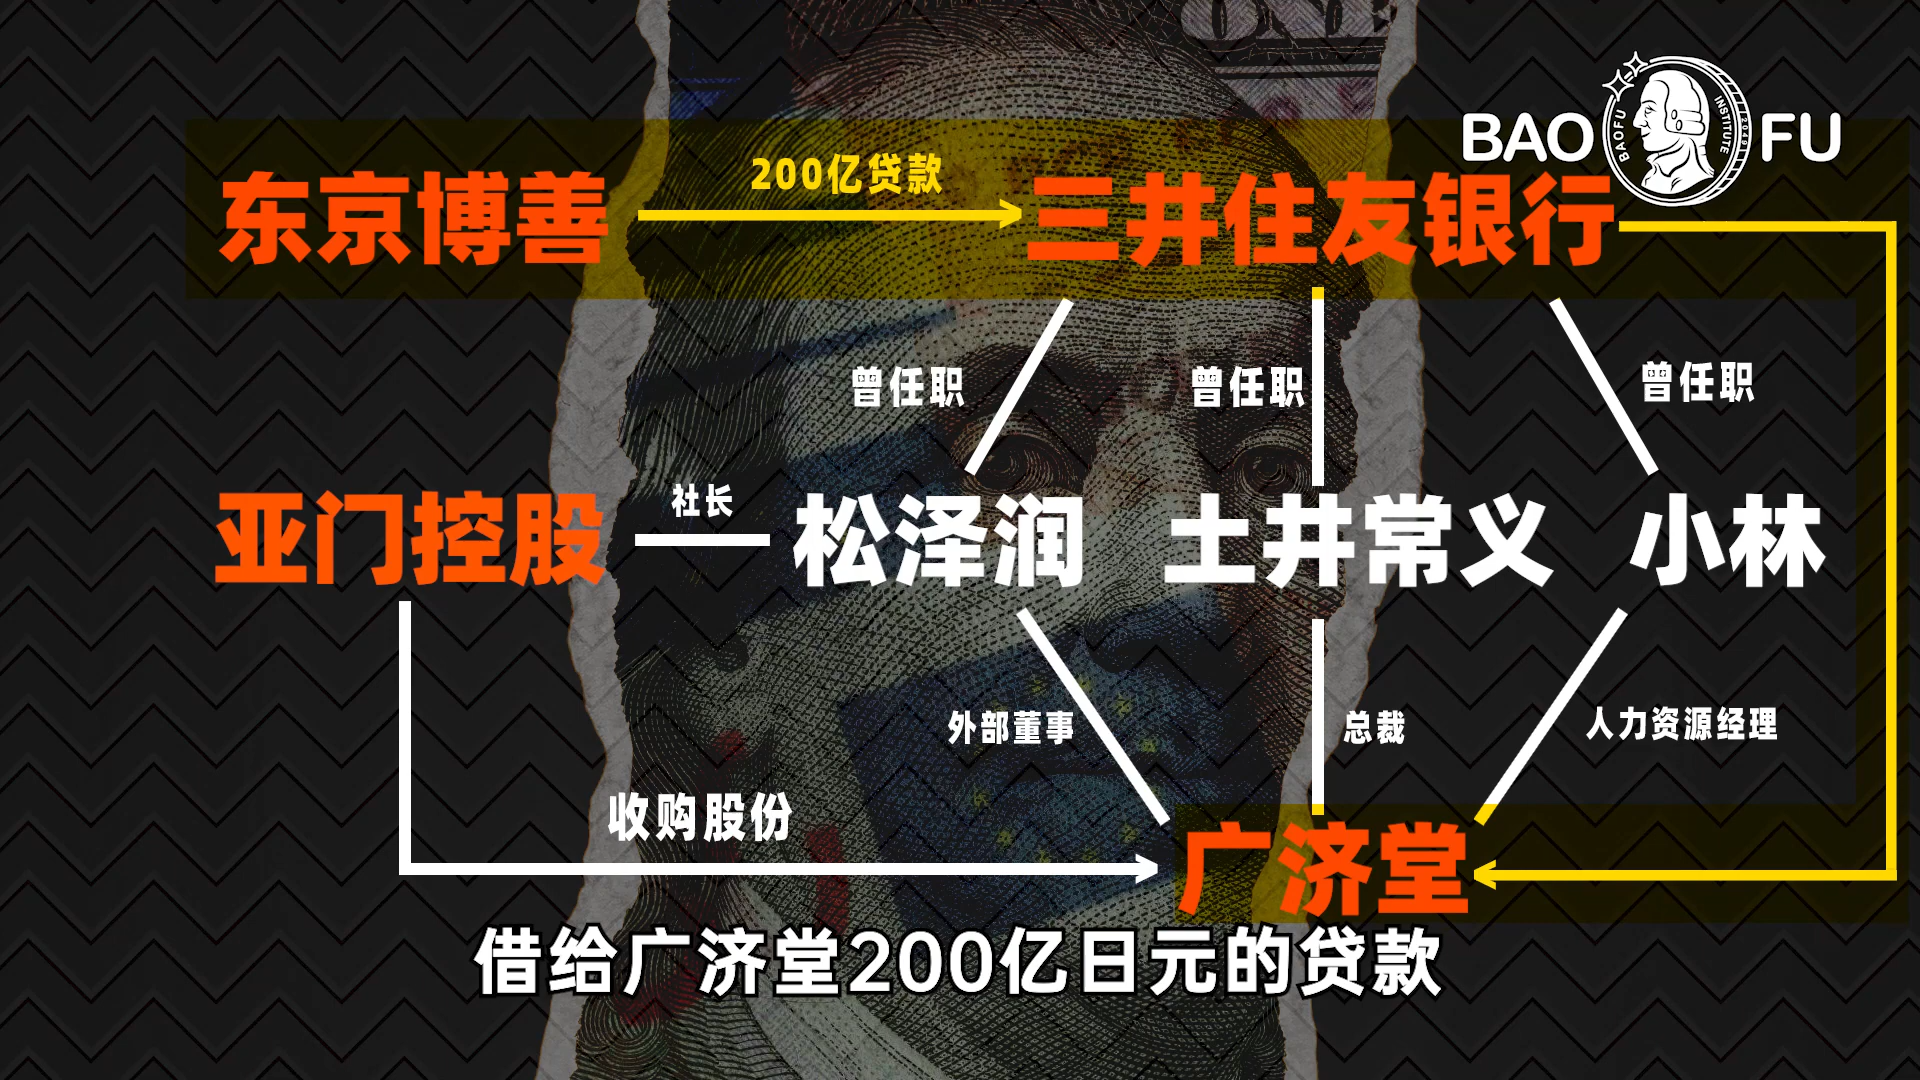 ONE
BAO FU
BAOFU INSTITUTE 2049
200亿贷款
东京博善
三井住友银行
曾任职
曾任职
曾任职
社长
亚门控股
松泽润
土井常义
小林
外部董事
总裁
人力资源经理
收购股份
广济堂
借给广济堂200亿日元的贷款